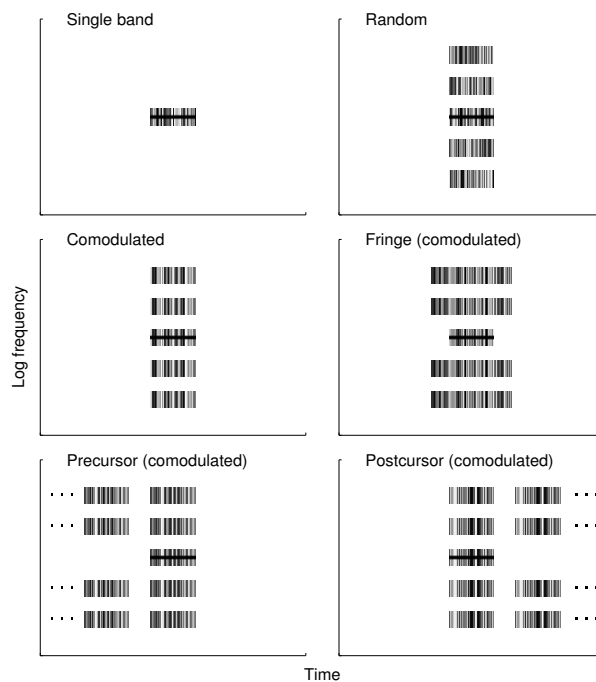 Single band
Random
Comodulated
Fringe (comodulated)
Log frequency
Precursor (comodulated)
Postcursor (comodulated)
Time